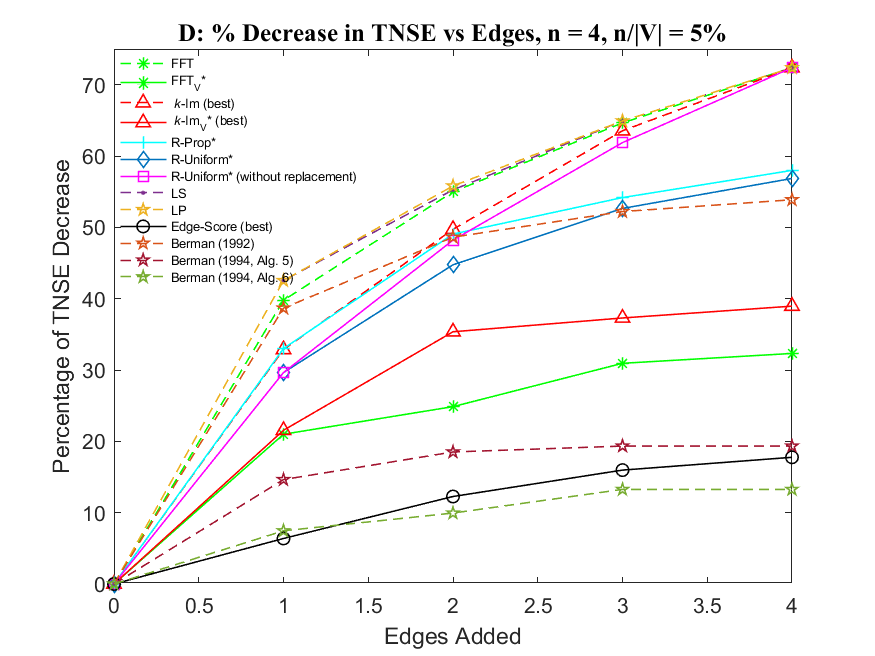 D: % Decrease in TNSE vs Edges, n = 4, n/|V| = 5%
Percentage of TNSE Decrease
70
60
50
40
30
20
10
0
FFT
FFT_V*
k-Im (best)
k-Im_V* (best)
R-Prop*
R-Uniform*
R-Uniform* (without replacement)
LS
LP
Edge-Score (best)
Berman (1992)
Berman (1994, Alg. 5)
Berman (1994, Alg. 6)
0 0.5 1 1.5 2 2.5 3 3.5 4
Edges Added